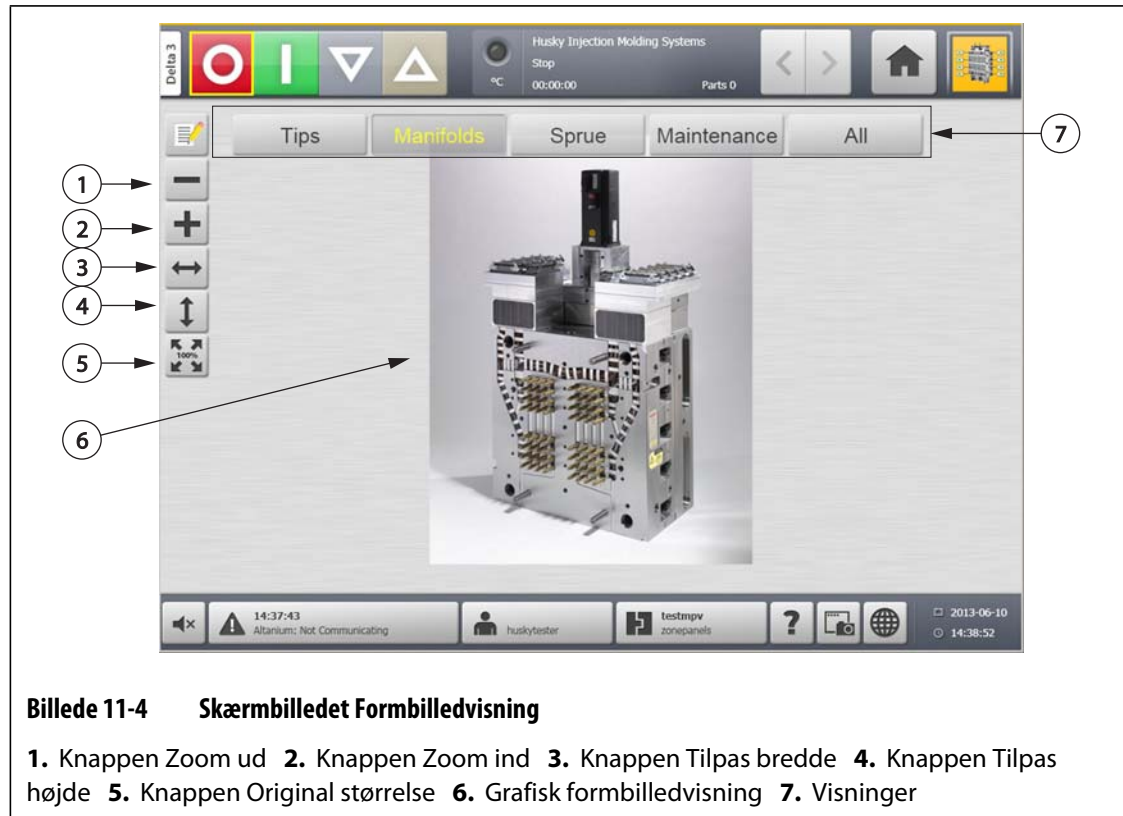 Delta 3
Husky Injection Molding Systems
Stop
°C
00:00:00
Parts 0
Tips
Manifolds
Sprue
Maintenance
All
7
1
2
3
4
100%
5
6
14:37:43
Altanium: Not Communicating
huskytester
testmpv
zonepanels
?
2013-06-10
14:38:52
Billede 11-4 Skærmbilledet Formbilledvisning
1. Knappen Zoom ud 2. Knappen Zoom ind 3. Knappen Tilpas bredde 4. Knappen Tilpas
højde 5. Knappen Original størrelse 6. Grafisk formbilledvisning 7. Visninger